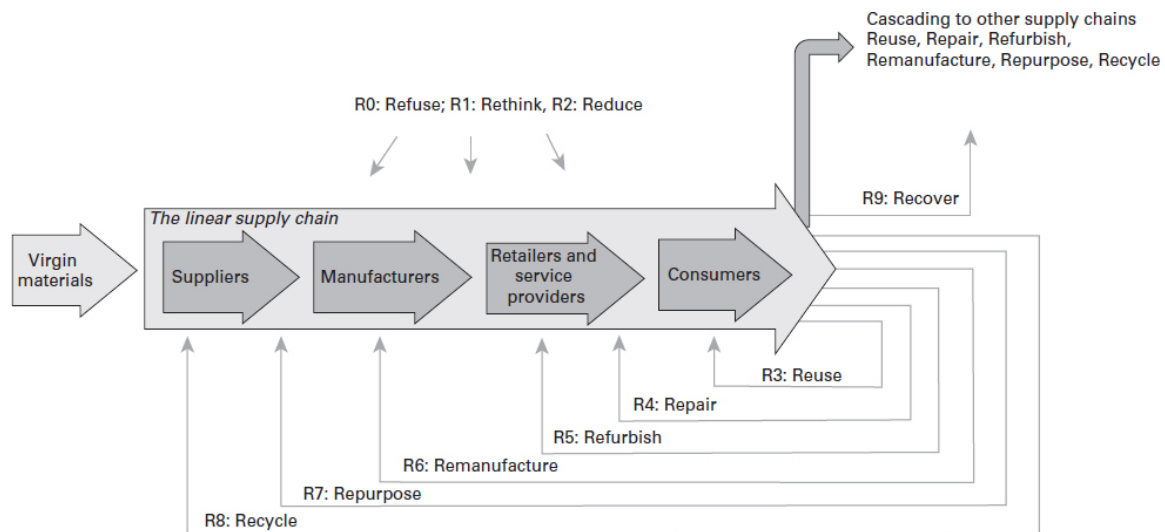 Cascading to other supply chains
Reuse, Repair, Refurbish,
Remanufacture, Repurpose, Recycle
R0: Refuse; R1: Rethink, R2: Reduce
R9: Recover
The linear supply chain
Virgin
materials
Suppliers
Manufacturers
Retailers and
service
providers
Consumers
R3: Reuse
R4: Repair
R5: Refurbish
R6: Remanufacture
R7: Repurpose
R8: Recycle